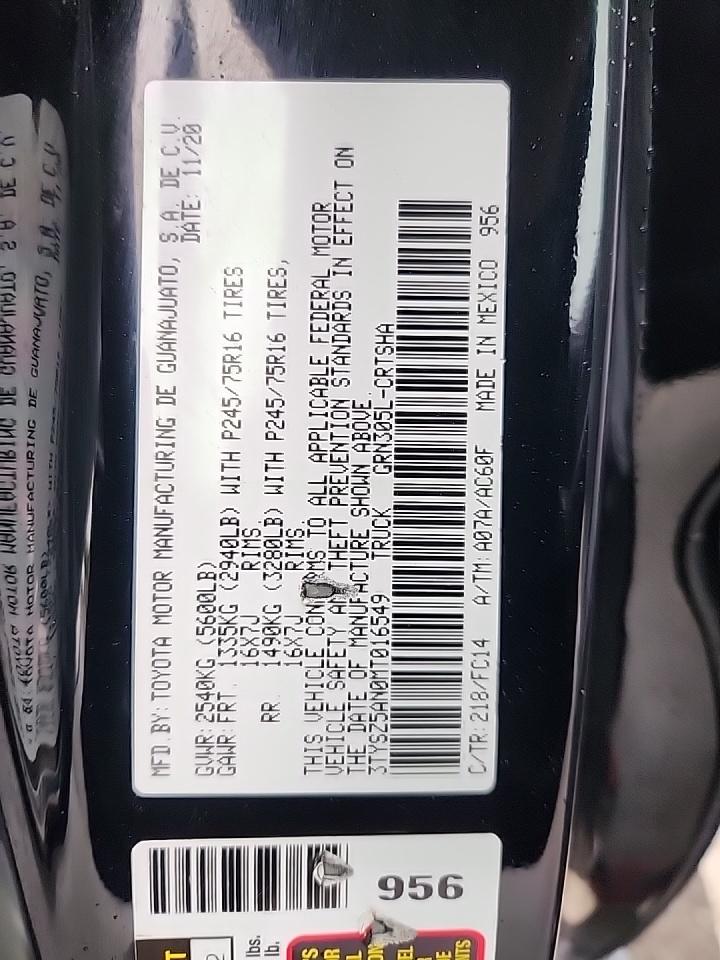 MFD.BY:TOYOTA MOTOR MANUFACTURING DE GUANAJUATO, S.A. DE C.V.
DATE: 11/20
GVWR:2540KG (5600LB)
GAWR:FRT. 1335KG (2940LB) WITH P245/75R16 TIRES
16X7J RIMS.
RR. 1490KG (3280LB) WITH P245/75R16 TIRES,
16X7J RIMS.
THIS VEHICLE TO ALL APPLICABLE FEDERAL MOTOR
VEHICLE SAFETY THEFT PREVENTION STANDARDS IN EFFECT ON
THE DATE OF MANUFACTURE SHOWN ABOVE.
3TYSZ5AN0MT016549 TRUCK GRN305L-CRTSHA
C/TR:218/FC14 A/TM:A07A/AC60F MADE IN MEXICO 956
956
lbs.
lb.